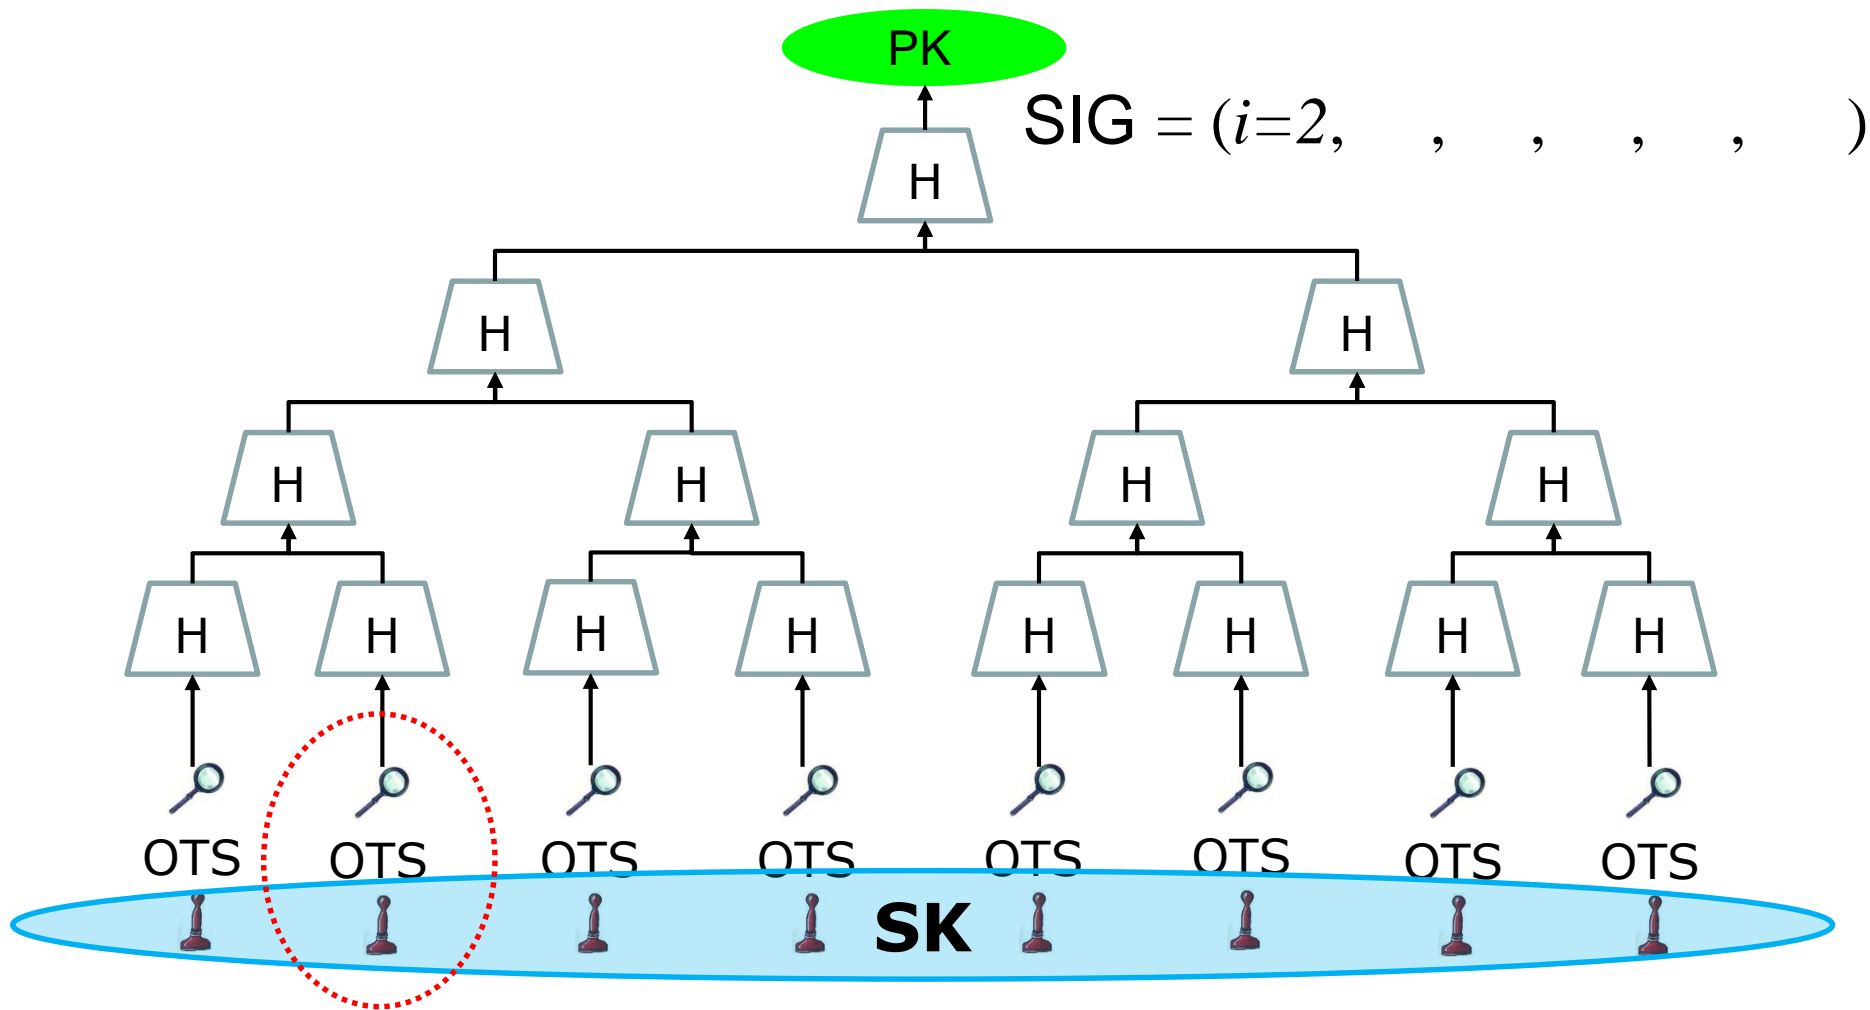 PK
SIG = (i=2, , , , , )
H
H H
H H H H
H H H H H H H H
OTS OTS OTS OTS OTS OTS OTS OTS
SK